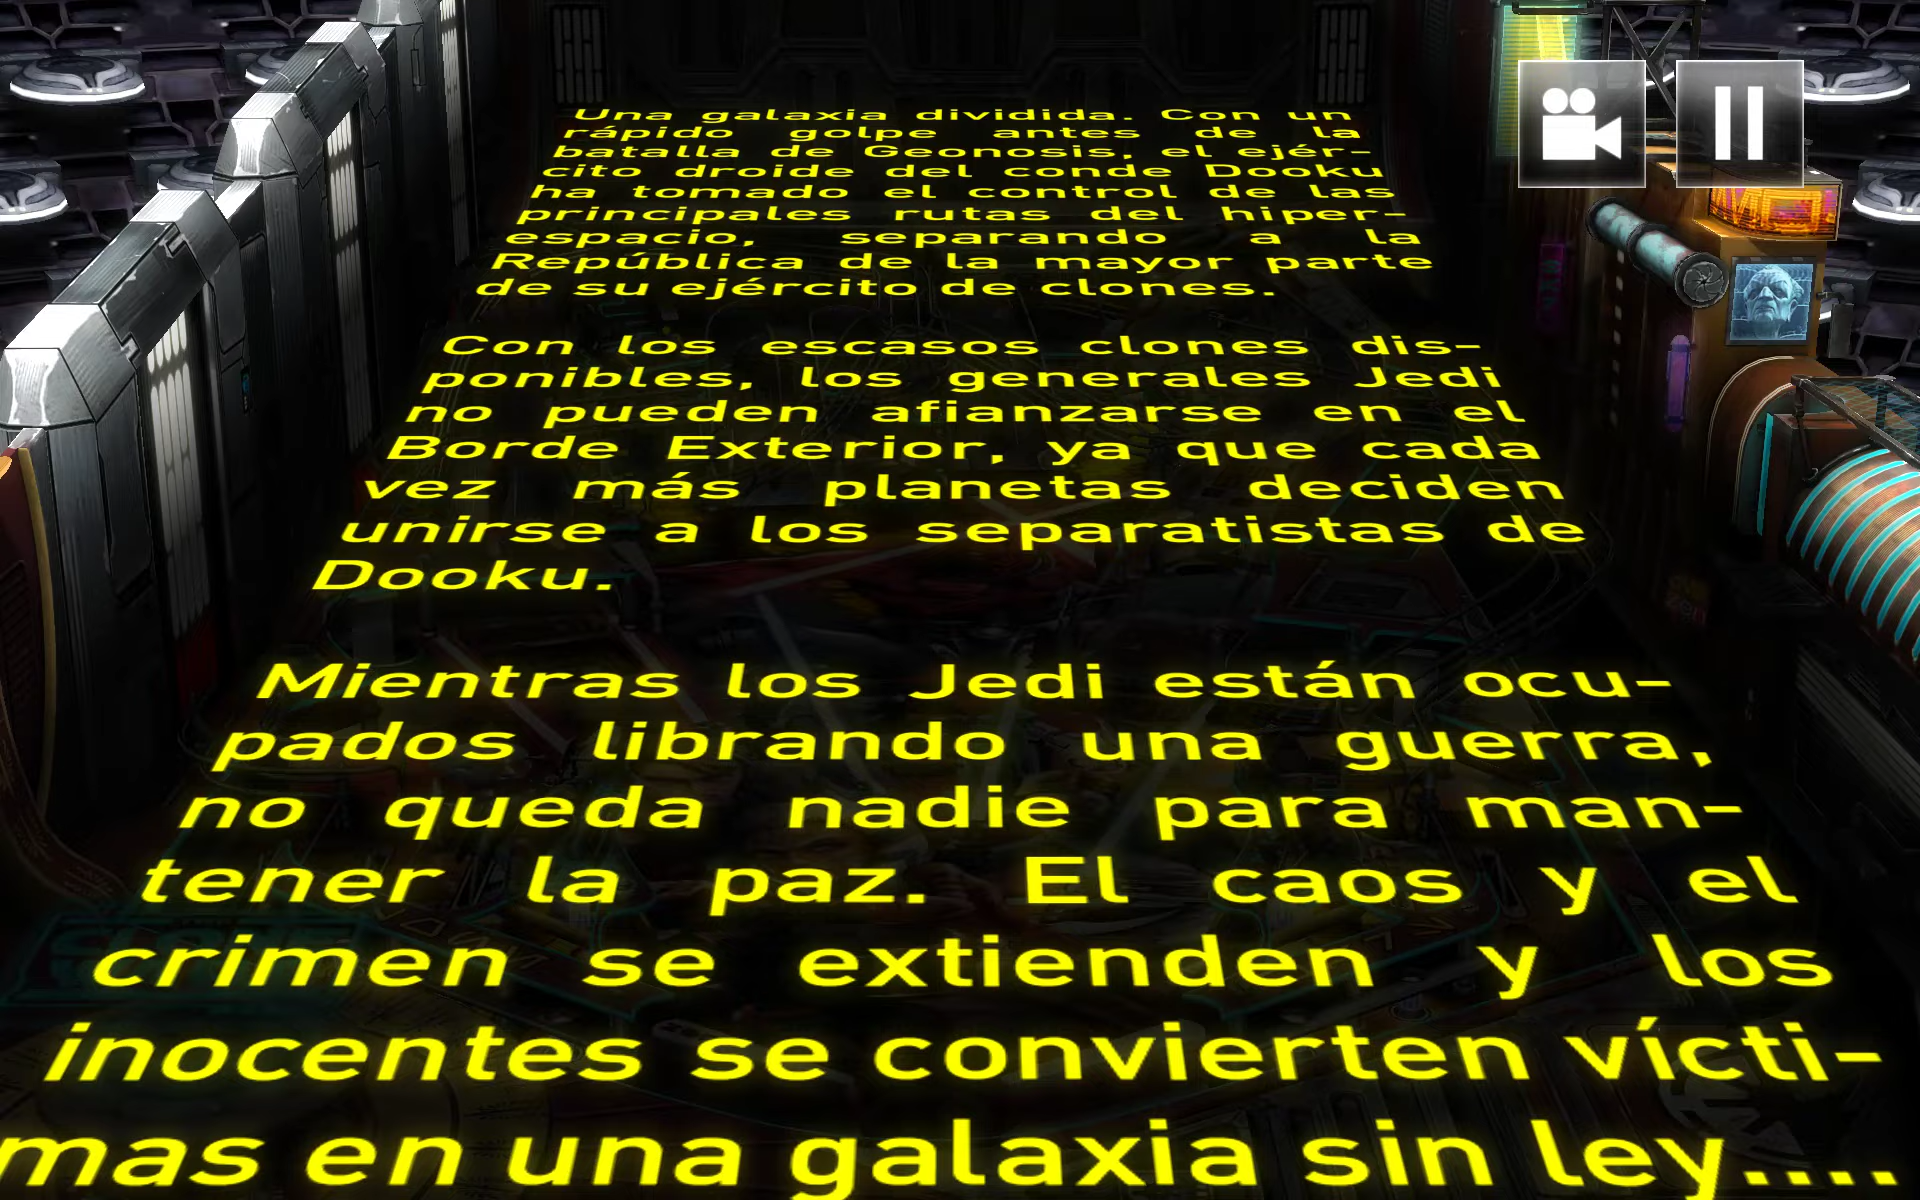 Una galaxia dividida. Con un
rápido golpe antes de la
batalla de Geonosis, el ejér-
cito droide del conde Dooku
ha tomado el control de las
principales rutas del hiper-
espacio, separando a la
República de la mayor parte
de su ejército de clones.
Con los escasos clones dis-
ponibles, los generales Jedi
no pueden afianzarse en el
Borde Exterior, ya que cada
vez más planetas deciden
unirse a los separatistas de
Dooku.
Mientras los Jedi están ocu-
pados librando una guerra,
no queda nadie para man-
tener la paz. El caos y el
crimen se extienden y los
inocentes se convierten vícti-
mas en una galaxia sin ley....